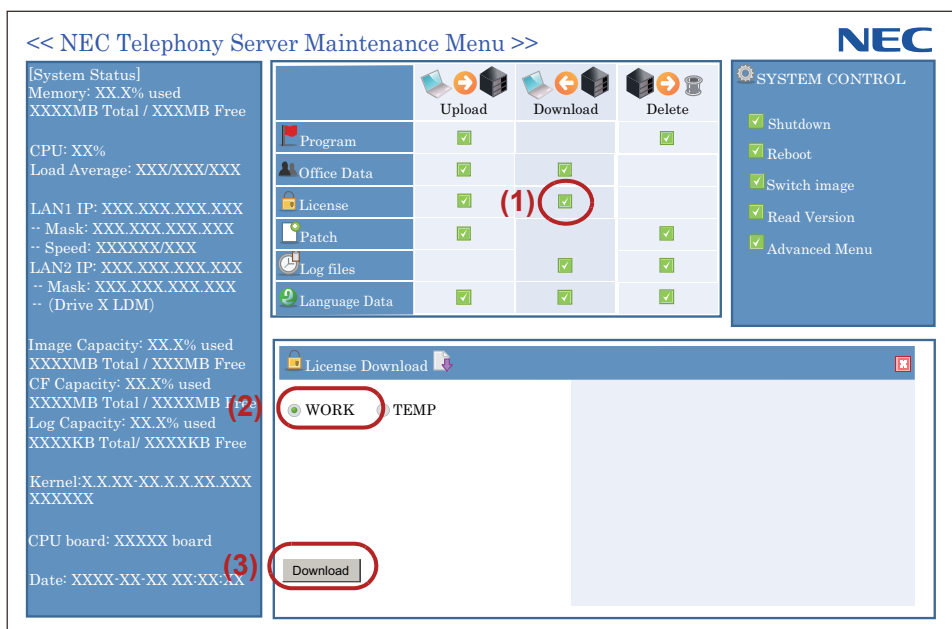 << NEC Telephony Server Maintenance Menu >>
NEC
[System Status]
Memory: XX.X% used
XXXXMB Total / XXXMB Free
CPU: XX%
Load Average: XXX/XXX/XXX
LAN1 IP: XXX.XXX.XXX.XXX
-- Mask: XXX.XXX.XXX.XXX
-- Speed: XXXXXX/XXX
LAN2 IP: XXX.XXX.XXX.XXX
-- Mask: XXX.XXX.XXX.XXX
-- (Drive X LDM)
Image Capacity: XX.X% used
XXXXMB Total / XXXMB Free
CF Capacity: XX.X% used
XXXXMB Total / XXXXMB Free
Log Capacity: XX.X% used
XXXXKB Total/ XXXXKB Free
Kernel:X.X.XX-XX.X.X.XX.XXX
XXXXXX
CPU board: XXXXX board
Date: XXXX-XX-XX XX:XX:XX
Upload Download Delete
Program
Office Data
License
(1)
Patch
Log files
Language Data
SYSTEM CONTROL
Shutdown
Reboot
Switch image
Read Version
Advanced Menu
License Download
(2)
WORK TEMP
(3)
Download